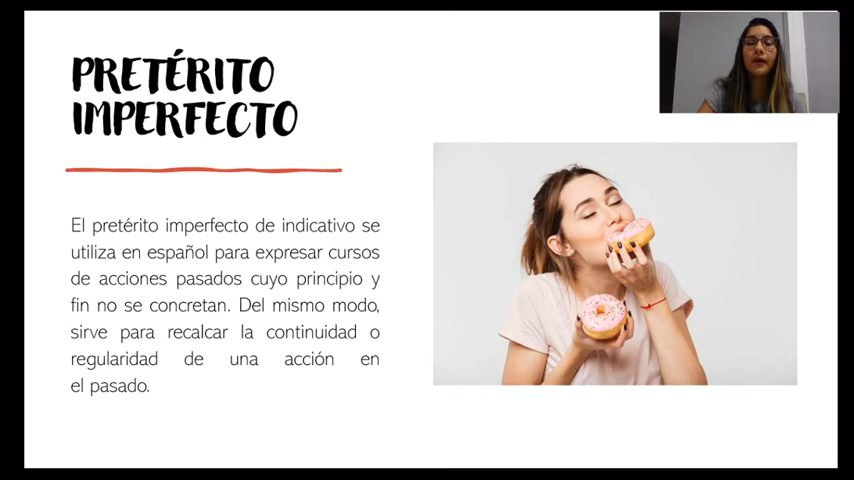 PRETÉRITO
IMPERFECTO
El pretérito imperfecto de indicativo se
utiliza en español para expresar cursos
de acciones pasados cuyo principio y
fin no se concretan. Del mismo modo,
sirve para recalcar la continuidad o
regularidad de una acción en
el pasado.